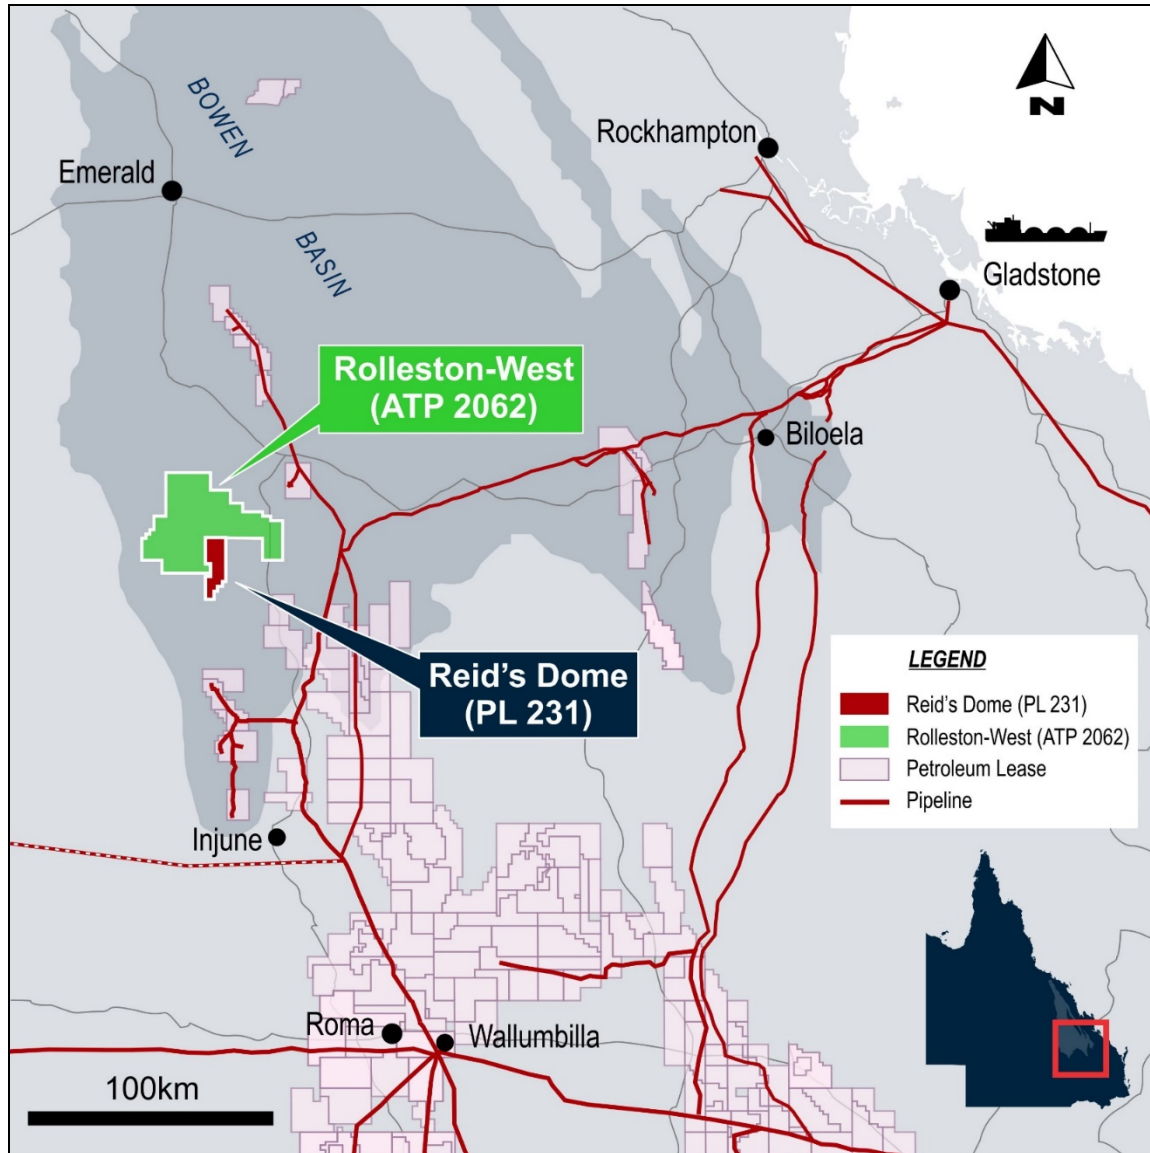 BOWEN
BASIN
N
Rockhampton
Emerald
Gladstone
Rolleston-West
(ATP 2062)
Biloela
Reid's Dome
(PL 231)
LEGEND
Reid's Dome (PL 231)
Rolleston-West (ATP 2062)
Petroleum Lease
Pipeline
Injune
Roma
Wallumbilla
100km